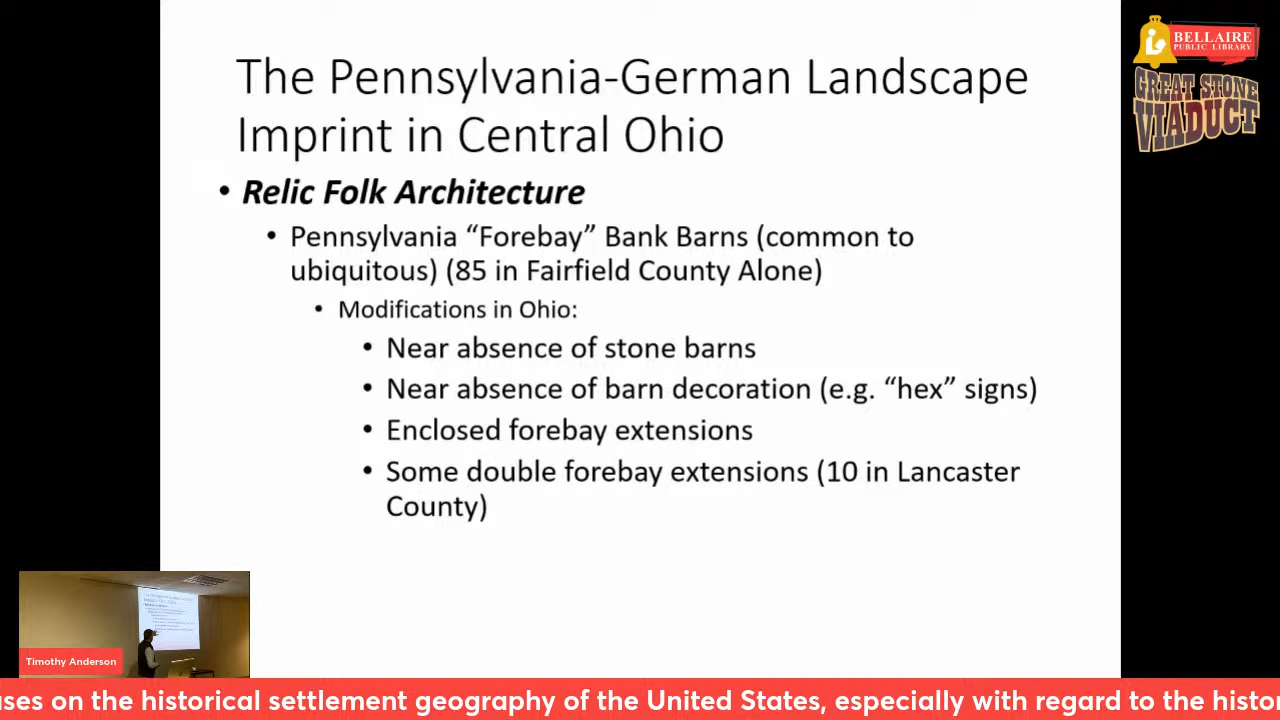 The Pennsylvania-German Landscape
Imprint in Central Ohio
• Relic Folk Architecture
• Pennsylvania “Forebay” Bank Barns (common to
ubiquitous) (85 in Fairfield County Alone)
• Modifications in Ohio:
• Near absence of stone barns
• Near absence of barn decoration (e.g. “hex” signs)
• Enclosed forebay extensions
• Some double forebay extensions (10 in Lancaster
County)
BELLAIRE
PUBLIC LIBRARY
GREAT STONE
VIADUCT
Timothy Anderson
uses on the historical settlement geography of the United States, especially with regard to the histo